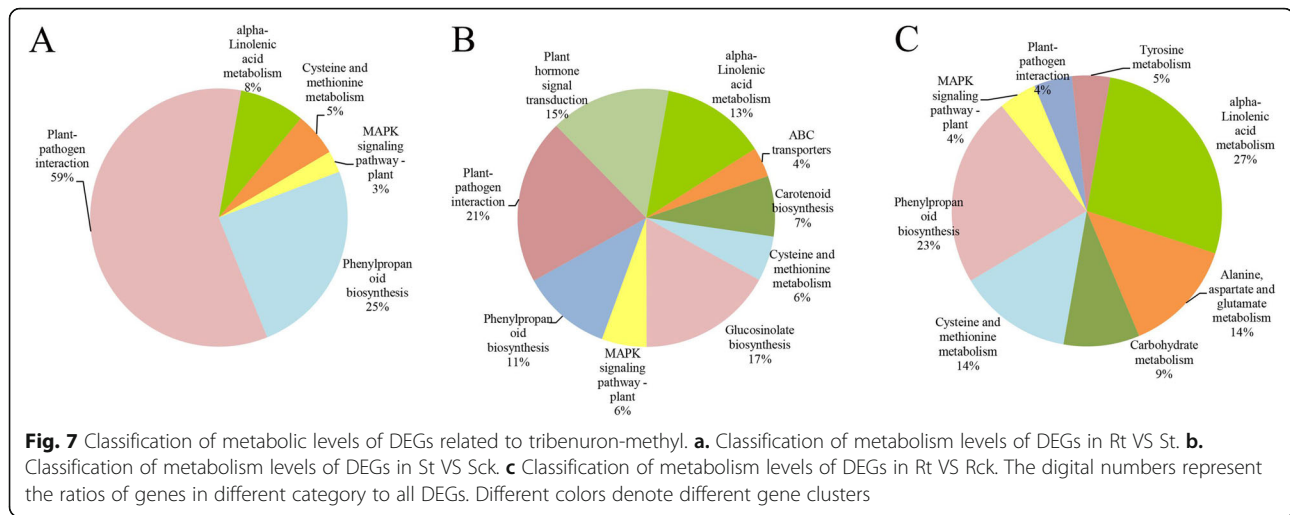 A
alpha-
Linolenic
acid
metabolism
8%
Cysteine and
methionine
metabolism
5%
MAPK
signaling
pathway -
plant
3%
Phenylpropan
oid
biosynthesis
25%
Plant-
pathogen
interaction
59%
B
Plant
hormone
signal
transduction
15%
alpha-
Linolenic
acid
metabolism
13%
ABC
transporters
4%
Carotenoid
biosynthesis
7%
Cysteine and
methionine
metabolism
6%
Glucosinolate
biosynthesis
17%
MAPK
signaling
pathway -
plant
6%
Phenylpropan
oid
biosynthesis
11%
Plant-
pathogen
interaction
21%
C
Plant-
pathogen
interaction
4%
Tyrosine
metabolism
5%
alpha-
Linolenic
acid
metabolism
27%
Alanine,
aspartate and
glutamate
metabolism
14%
Carbohydrate
metabolism
9%
Cysteine and
methionine
metabolism
14%
Phenylpropan
oid
biosynthesis
23%
MAPK
signaling
pathway -
plant
4%
Fig. 7 Classification of metabolic levels of DEGs related to tribenuron-methyl. a. Classification of metabolism levels of DEGs in Rt VS St. b.
Classification of metabolism levels of DEGs in St VS Sck. c Classification of metabolism levels of DEGs in Rt VS Rck. The digital numbers represent
the ratios of genes in different category to all DEGs. Different colors denote different gene clusters